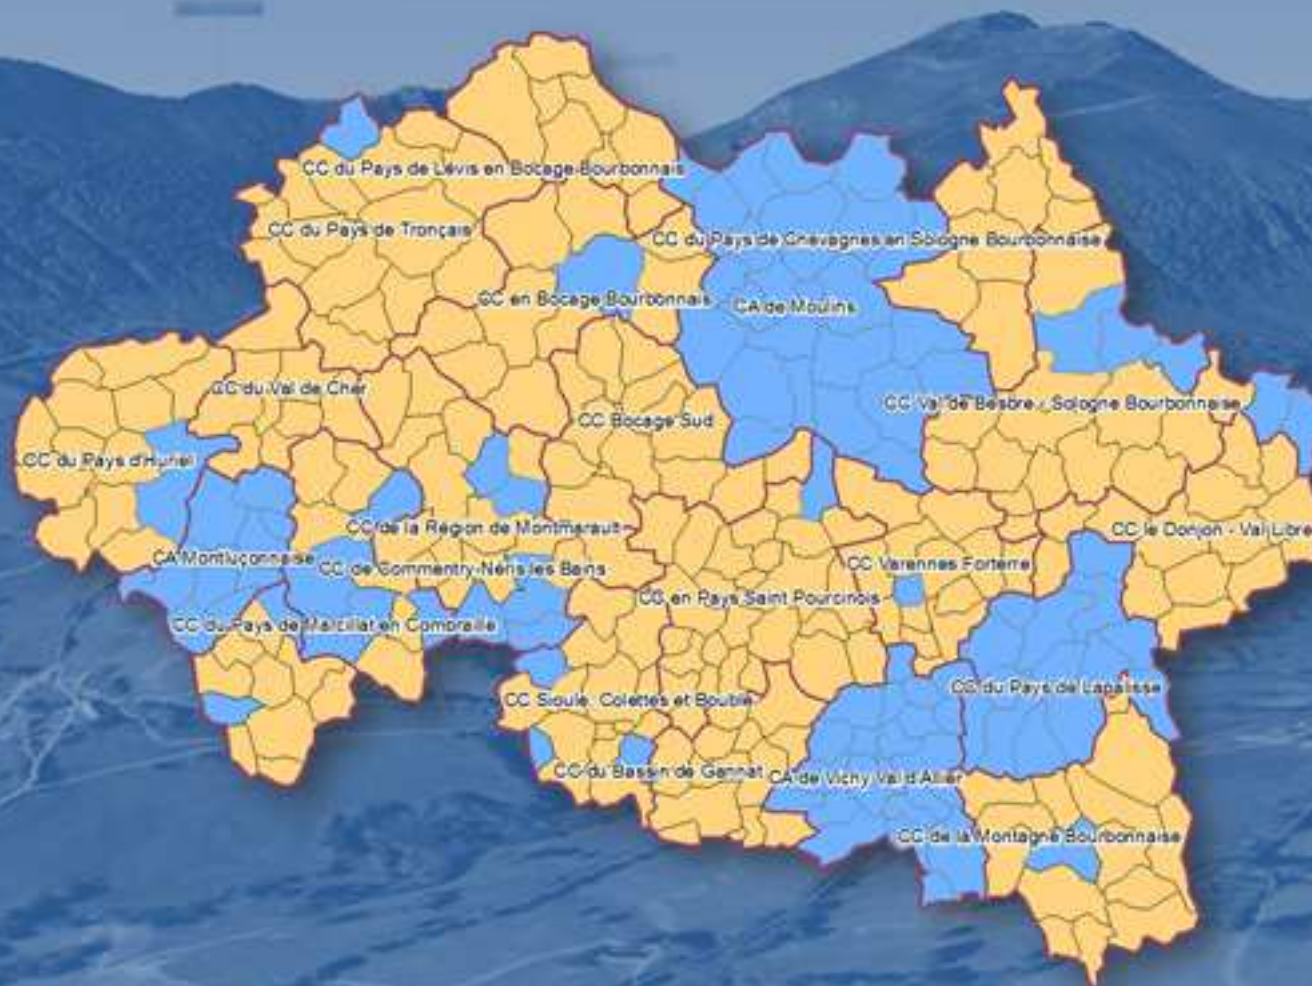 CC du Pays de Lévis en Bocage Bourbonnais
CC du Pays de Tronçais
CC du Pays de Chevagnes en Sologne Bourbonnaise
CC en Bocage Bourbonnais
CA de Moulins
CC du Val de Cher
CC Val de Besbre / Sologne Bourbonnaise
CC Bocage Sud
CC du Pays d'Huriel
CC de la Région de Montmarault
CC le Donjon - Val Libre
CA Montluçonnaise
CC de Commentry-Néris les Bains
CC Varennes Forterre
CC en Pays Saint Pourcinois
CC du Pays de Marcillat en Combraille
CC du Pays de Lapalisse
CC Sioule, Colettes et Bouble
CC du Bassin de Gannat
CA de Vichy Val d'Allier
CC de la Montagne Bourbonnaise